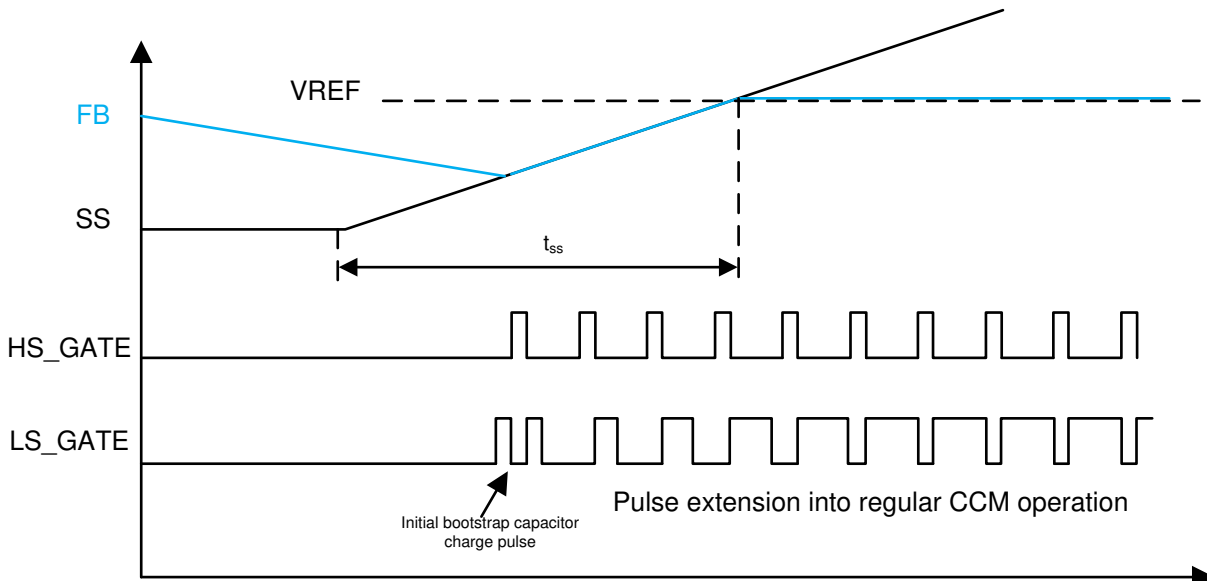 VREF
FB
SS
tss
HS_GATE
LS_GATE
Initial bootstrap capacitor
charge pulse
Pulse extension into regular CCM operation